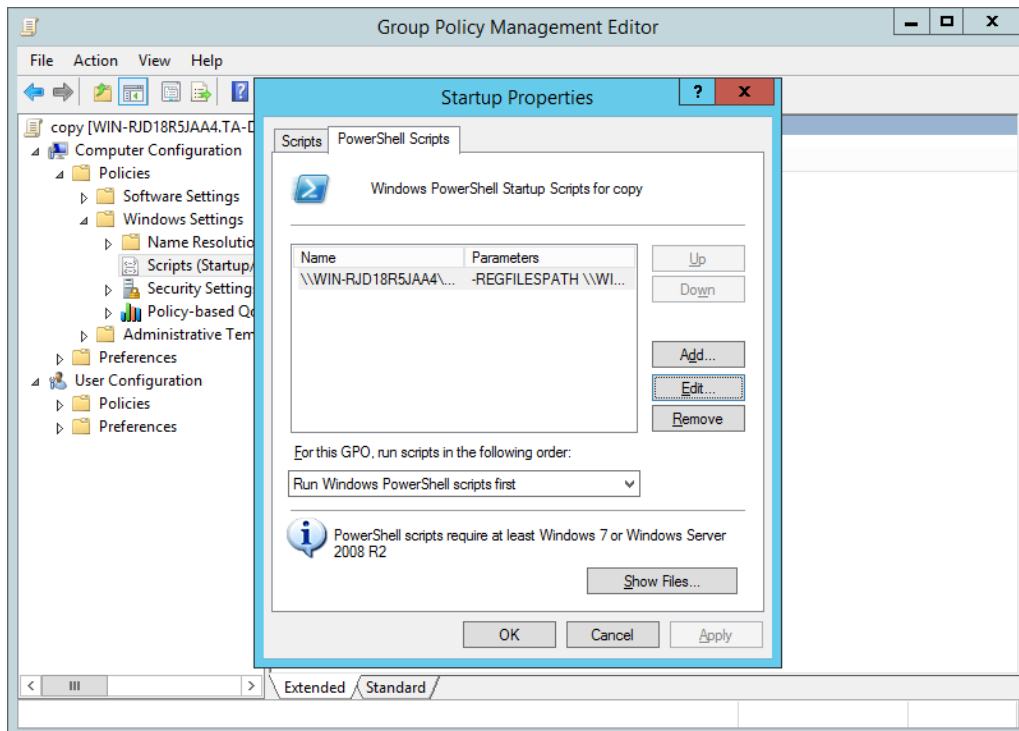 Group Policy Management Editor
File Action View Help
Startup Properties
?
x
copy [WIN-RJD18R5JAA4.TA-D
Computer Configuration
Policies
Software Settings
Windows Settings
Name Resolutio
Scripts (Startup/
Security Setting
Policy-based Qo
Administrative Tem
Preferences
User Configuration
Policies
Preferences
Scripts PowerShell Scripts
Windows PowerShell Startup Scripts for copy
Name Parameters
\\WIN-RJD18R5JAA4\... -REGFILESPATH \\WI...
Up
Down
Add...
Edit...
Remove
For this GPO, run scripts in the following order:
Run Windows PowerShell scripts first
PowerShell scripts require at least Windows 7 or Windows Server
2008 R2
Show Files...
OK Cancel Apply
Extended Standard